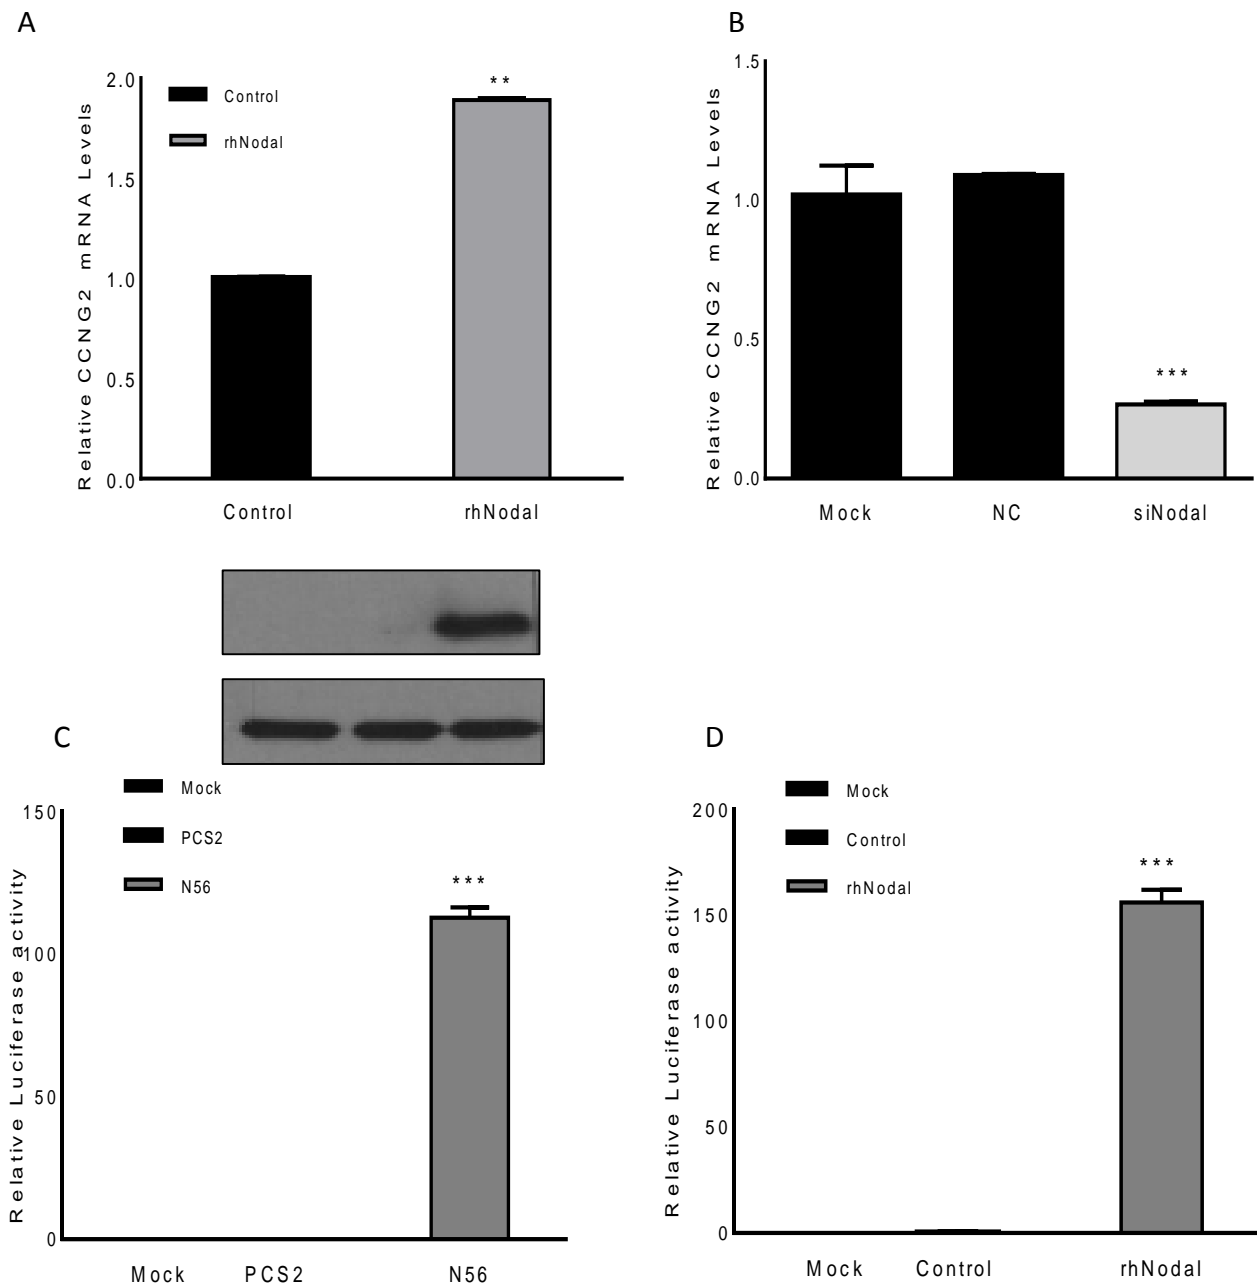 A
Relative CCNG2 mRNA Levels
2.0
1.5
1.0
0.5
0.0
Control
rhNodal
**
Control
rhNodal
B
Relative CCNG2 mRNA Levels
1.5
1.0
0.5
0.0
***
Mock
NC
siNodal
C
Mock
PCS2
N56
Relative Luciferase activity
150
100
50
0
***
Mock
PCS2
N56
D
Mock
Control
rhNodal
Relative Luciferase activity
200
150
100
50
0
***
Mock
Control
rhNodal